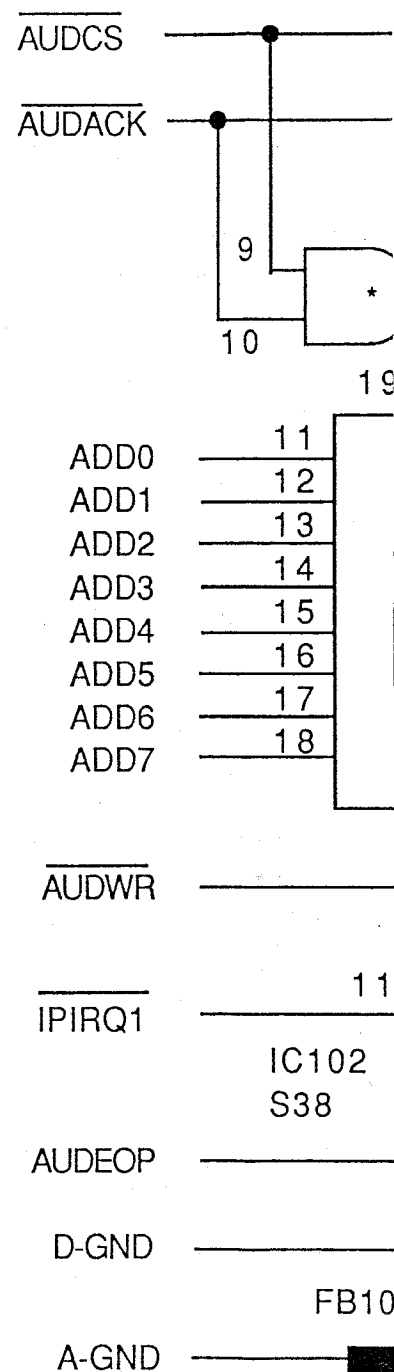 AUDCS
AUDACK
9
*
10
19
ADD0 11
ADD1 12
ADD2 13
ADD3 14
ADD4 15
ADD5 16
ADD6 17
ADD7 18
AUDWR
11
IPIRQ1
IC102
S38
AUDEOP
D-GND
FB10
A-GND